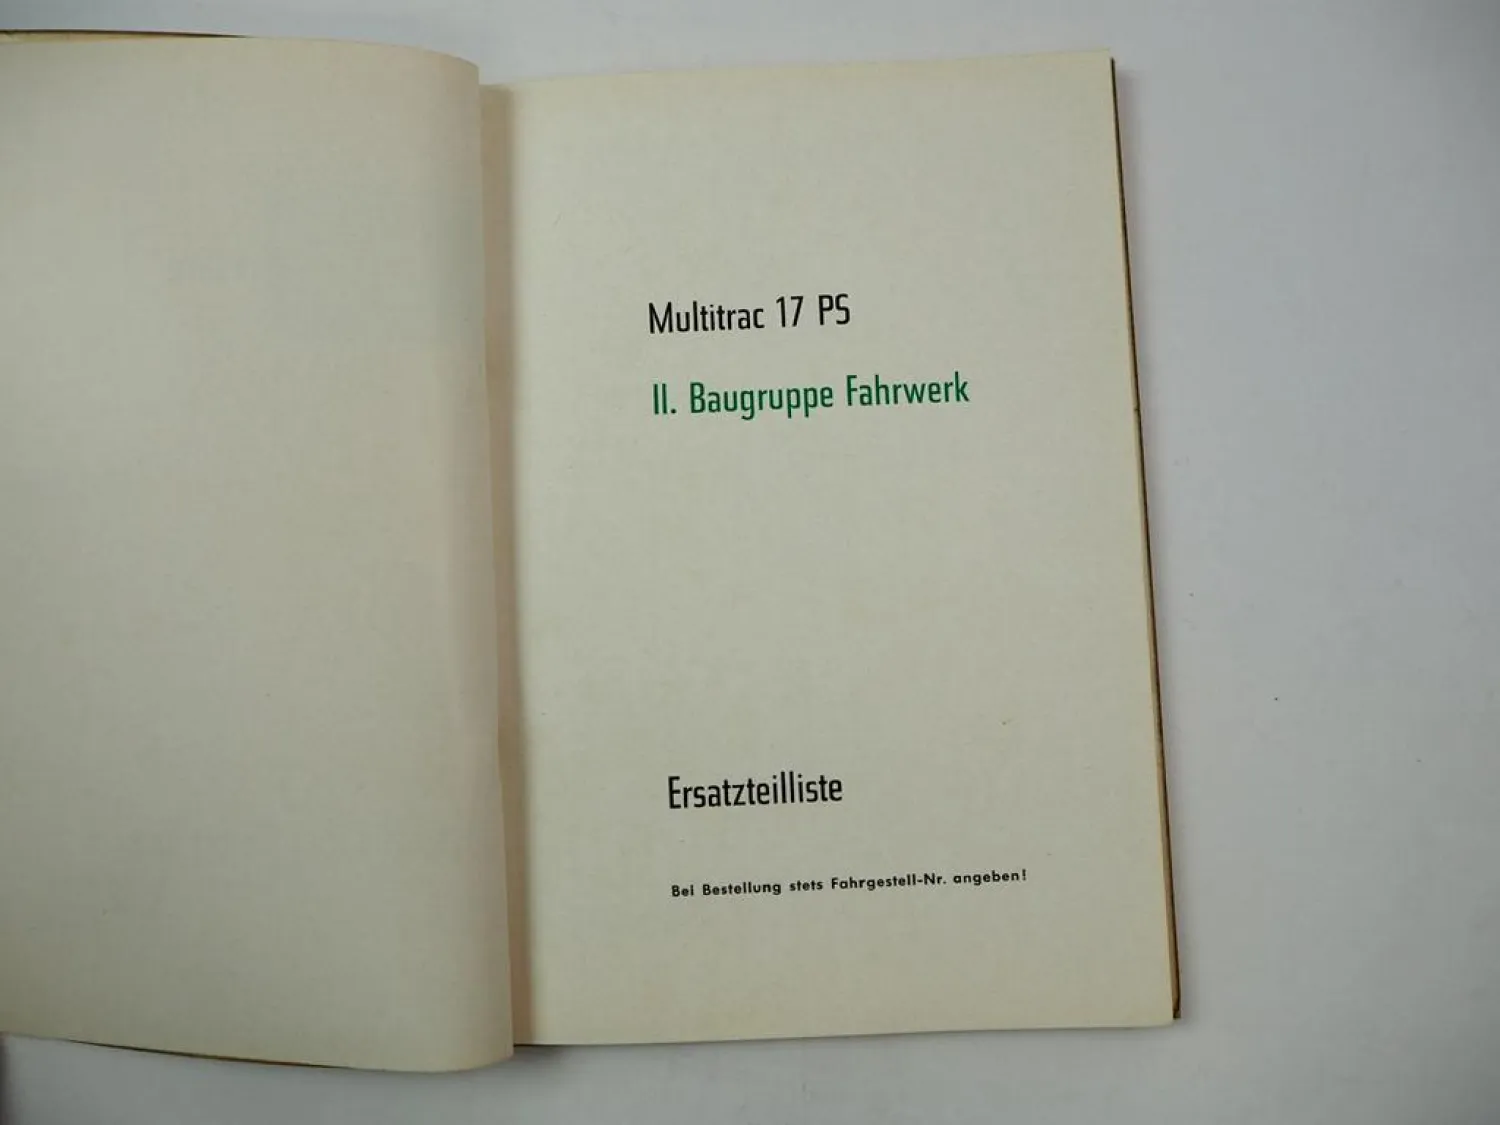 Multitrac 17 PS
II. Baugruppe Fahrwerk
Ersatzteilliste
Bei Bestellung stets Fahrgestell-Nr. angeben!